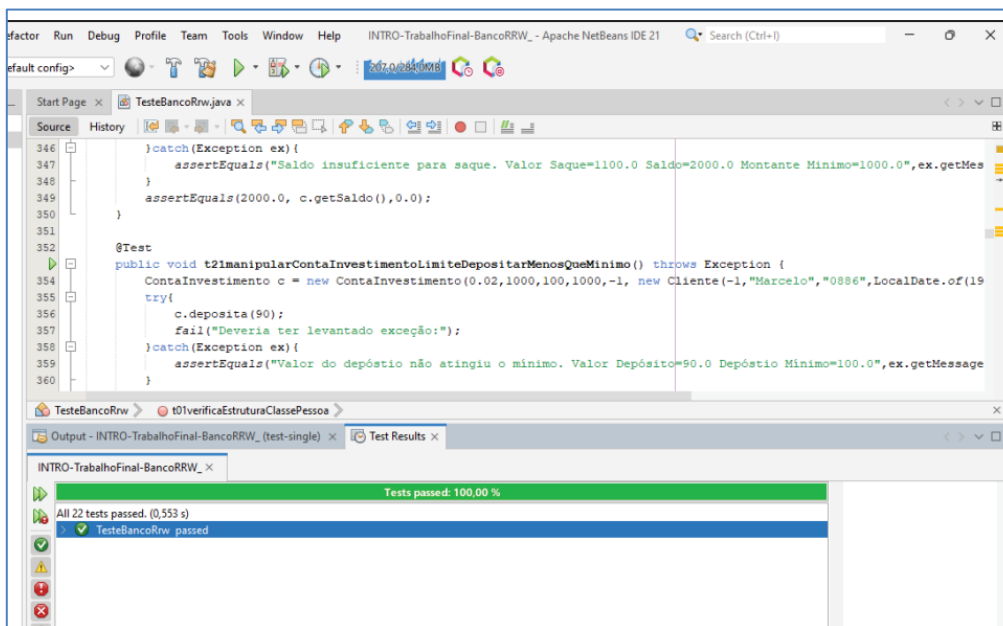 efactor Run Debug Profile Team Tools Window Help INTRO-TrabalhoFinal-BancoRRW_ - Apache NetBeans IDE 21 Search (Ctrl+I)
efault config> 207,0/284,0MB
Start Page TesteBancoRrw.java
Source History
346 }catch(Exception ex){
347 assertEquals("Saldo insuficiente para saque. Valor Saque=1100.0 Saldo=2000.0 Montante Minimo=1000.0",ex.getMes
348 }
349 assertEquals(2000.0, c.getSaldo(),0.0);
350 }
351
352 @Test
public void t21manipularContaInvestimentoLimiteDepositarMenosQueMinimo() throws Exception {
354 ContaInvestimento c = new ContaInvestimento(0.02,1000,100,1000,-1, new Cliente(-1,"Marcelo","0886",LocalDate.of(19
355 try{
356 c.deposita(90);
357 fail("Deveria ter levantado exceção:");
358 }catch(Exception ex){
359 assertEquals("Valor do depóstio não atingiu o mínimo. Valor Depósito=90.0 Depóstio Mínimo=100.0",ex.getMessage
360 }
TesteBancoRrw t01verificaEstruturaClassePessoa
Output - INTRO-TrabalhoFinal-BancoRRW_ (test-single) Test Results
INTRO-TrabalhoFinal-BancoRRW_
Tests passed: 100,00 %
All 22 tests passed. (0,553 s)
TesteBancoRrw passed